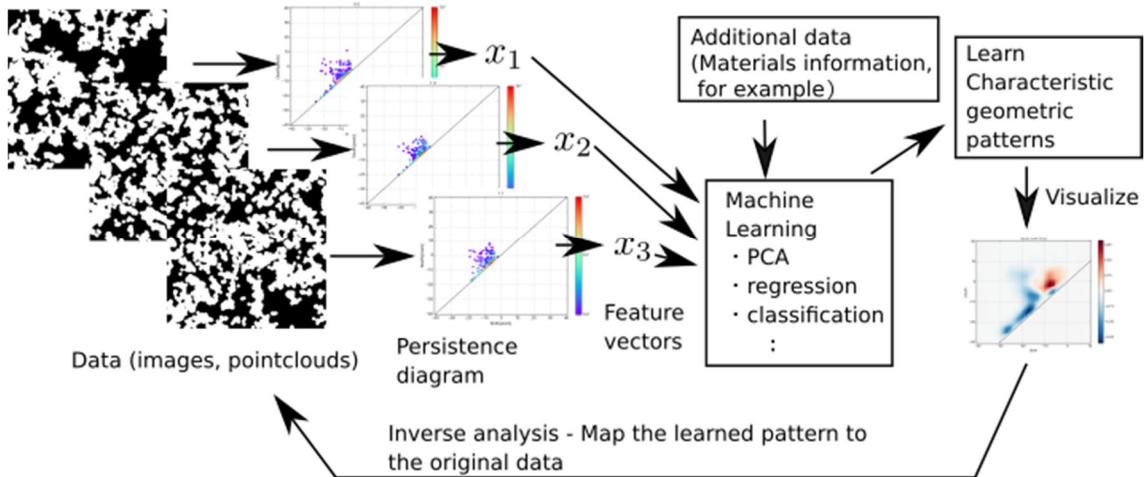 x1
x2
x3
Additional data
(Materials information,
for example)
Learn
Characteristic
geometric
patterns
Machine
Learning
・PCA
・regression
・classification
:
Visualize
Feature
vectors
Data (images, pointclouds)
Persistence
diagram
Inverse analysis - Map the learned pattern to
the original data